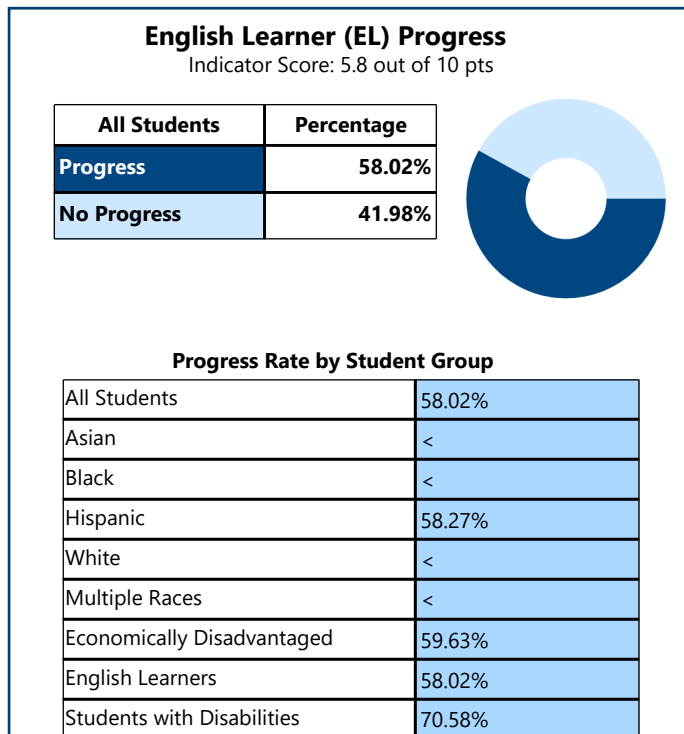 English Learner (EL) Progress
Indicator Score: 5.8 out of 10 pts
All Students Percentage
Progress 58.02%
No Progress 41.98%
Progress Rate by Student Group
All Students 58.02%
Asian <
Black <
Hispanic 58.27%
White <
Multiple Races <
Economically Disadvantaged 59.63%
English Learners 58.02%
Students with Disabilities 70.58%